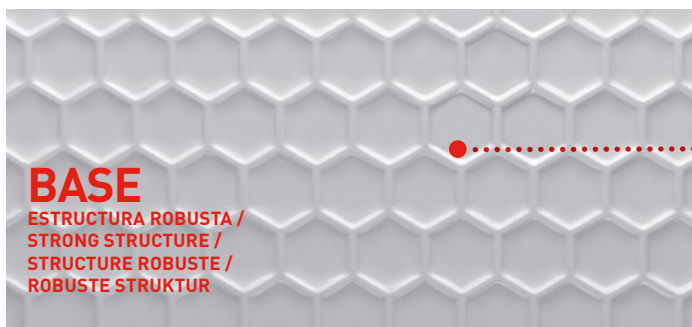 BASE
ESTRUCTURA ROBUSTA /
STRONG STRUCTURE /
STRUCTURE ROBUSTE /
ROBUSTE STRUKTUR